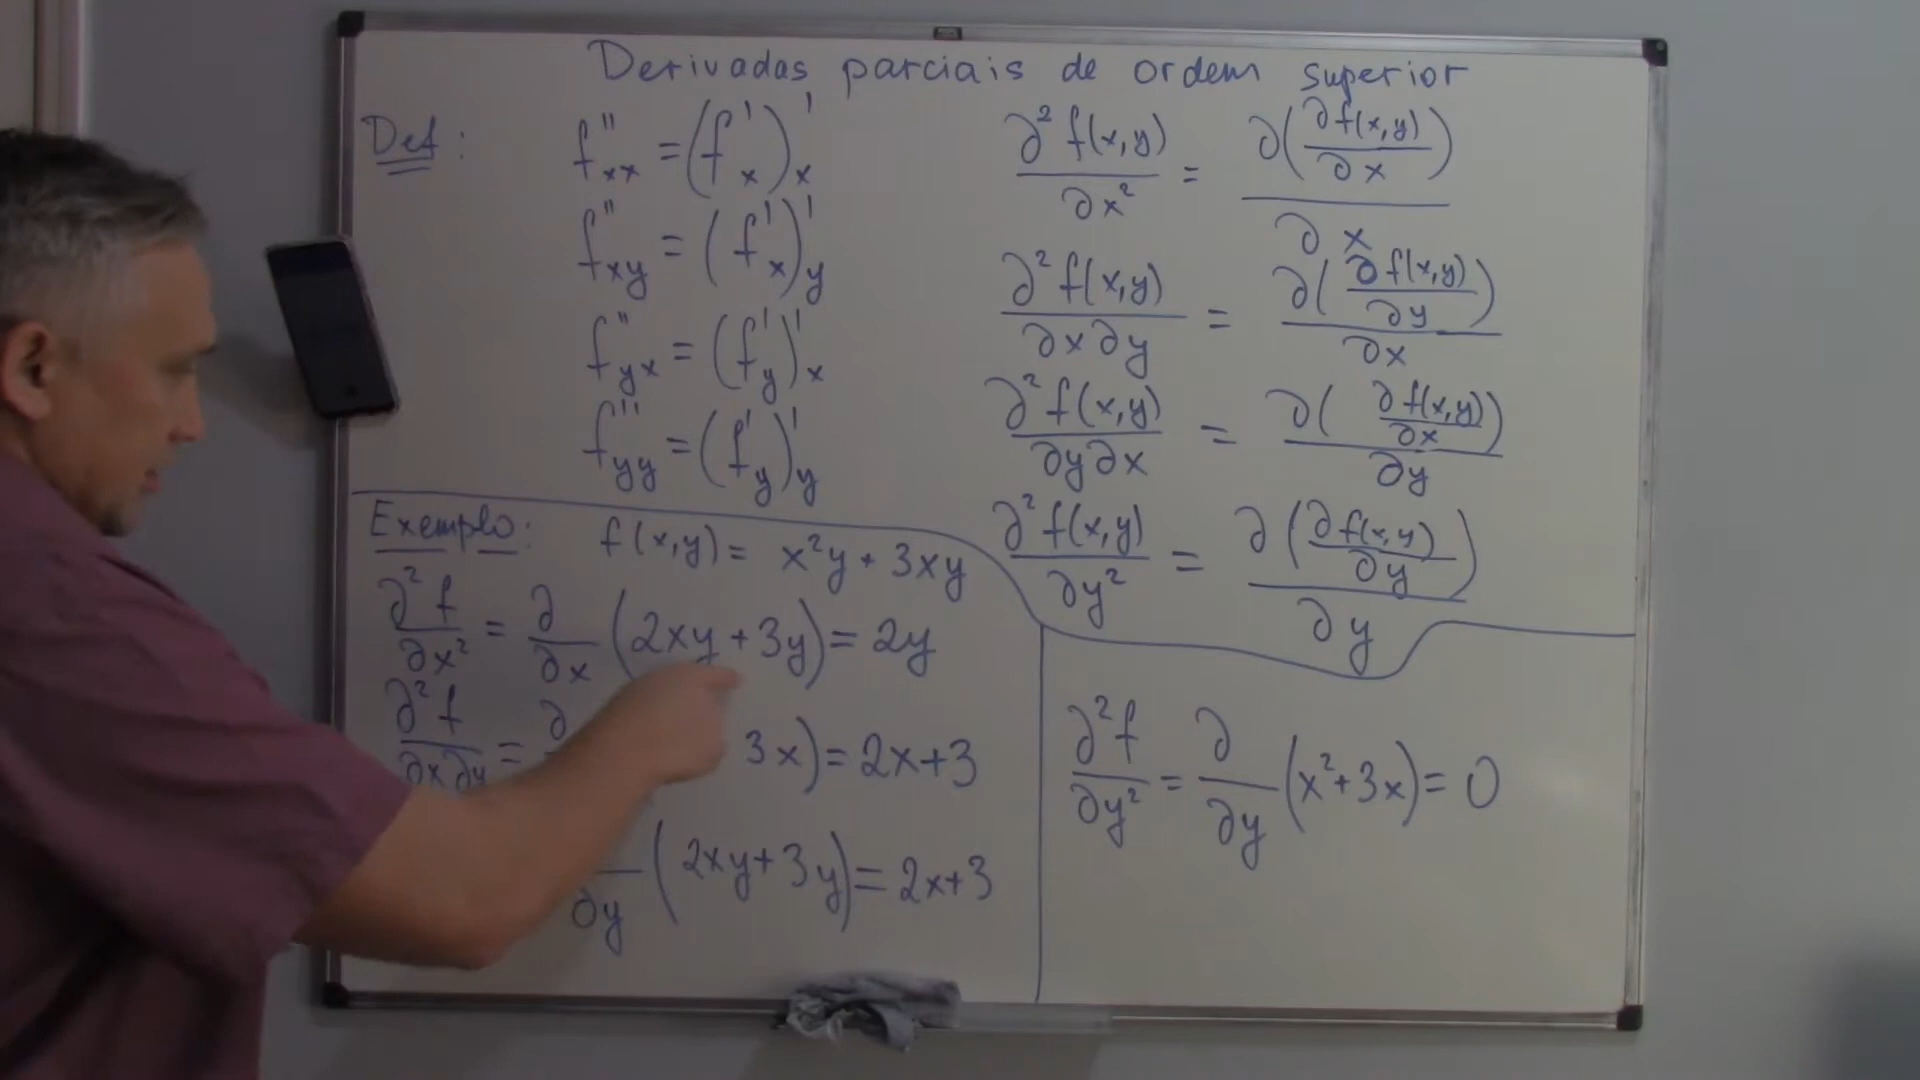 Derivadas parciais de ordem superior
Def:
f''xx = (f'x)'x
f''xy = (f'x)'y
f''yx = (f'y)'x
f'''yy = (f'y)'y
∂²f(x,y)/∂x² = ∂(∂f(x,y)/∂x)/∂x
∂²f(x,y)/∂x∂y = ∂(∂f(x,y)/∂y)/∂x
∂²f(x,y)/∂y∂x = ∂(∂f(x,y)/∂x)/∂y
∂²f(x,y)/∂y² = ∂(∂f(x,y)/∂y)/∂y
Exemplo: f(x,y) = x²y + 3xy
∂²f/∂x² = ∂/∂x (2xy + 3y) = 2y
∂²f/∂x∂y = ∂ 3x) = 2x+3
∂y (2xy + 3y) = 2x+3
∂²f/∂y² = ∂/∂y (x² + 3x) = 0